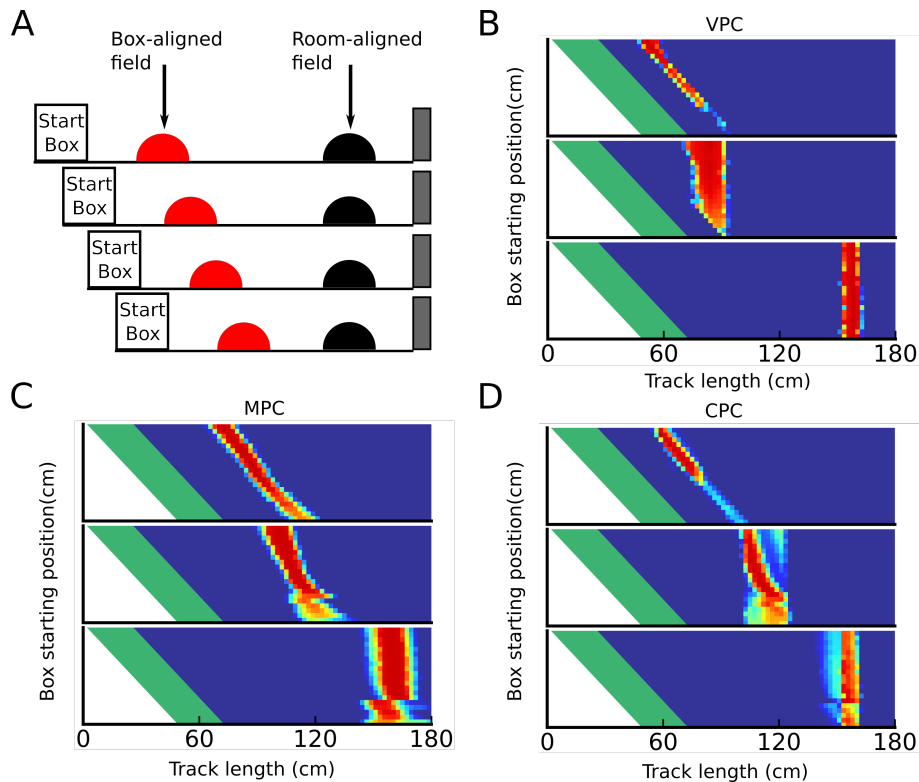 A
Box-aligned
field
Room-aligned
field
Start
Box
Start
Box
Start
Box
Start
Box
B
VPC
Box starting position(cm)
0
60
120
180
Track length (cm)
C
MPC
Box starting position(cm)
0
60
120
180
Track length (cm)
D
CPC
Box starting position(cm)
0
60
120
180
Track length (cm)